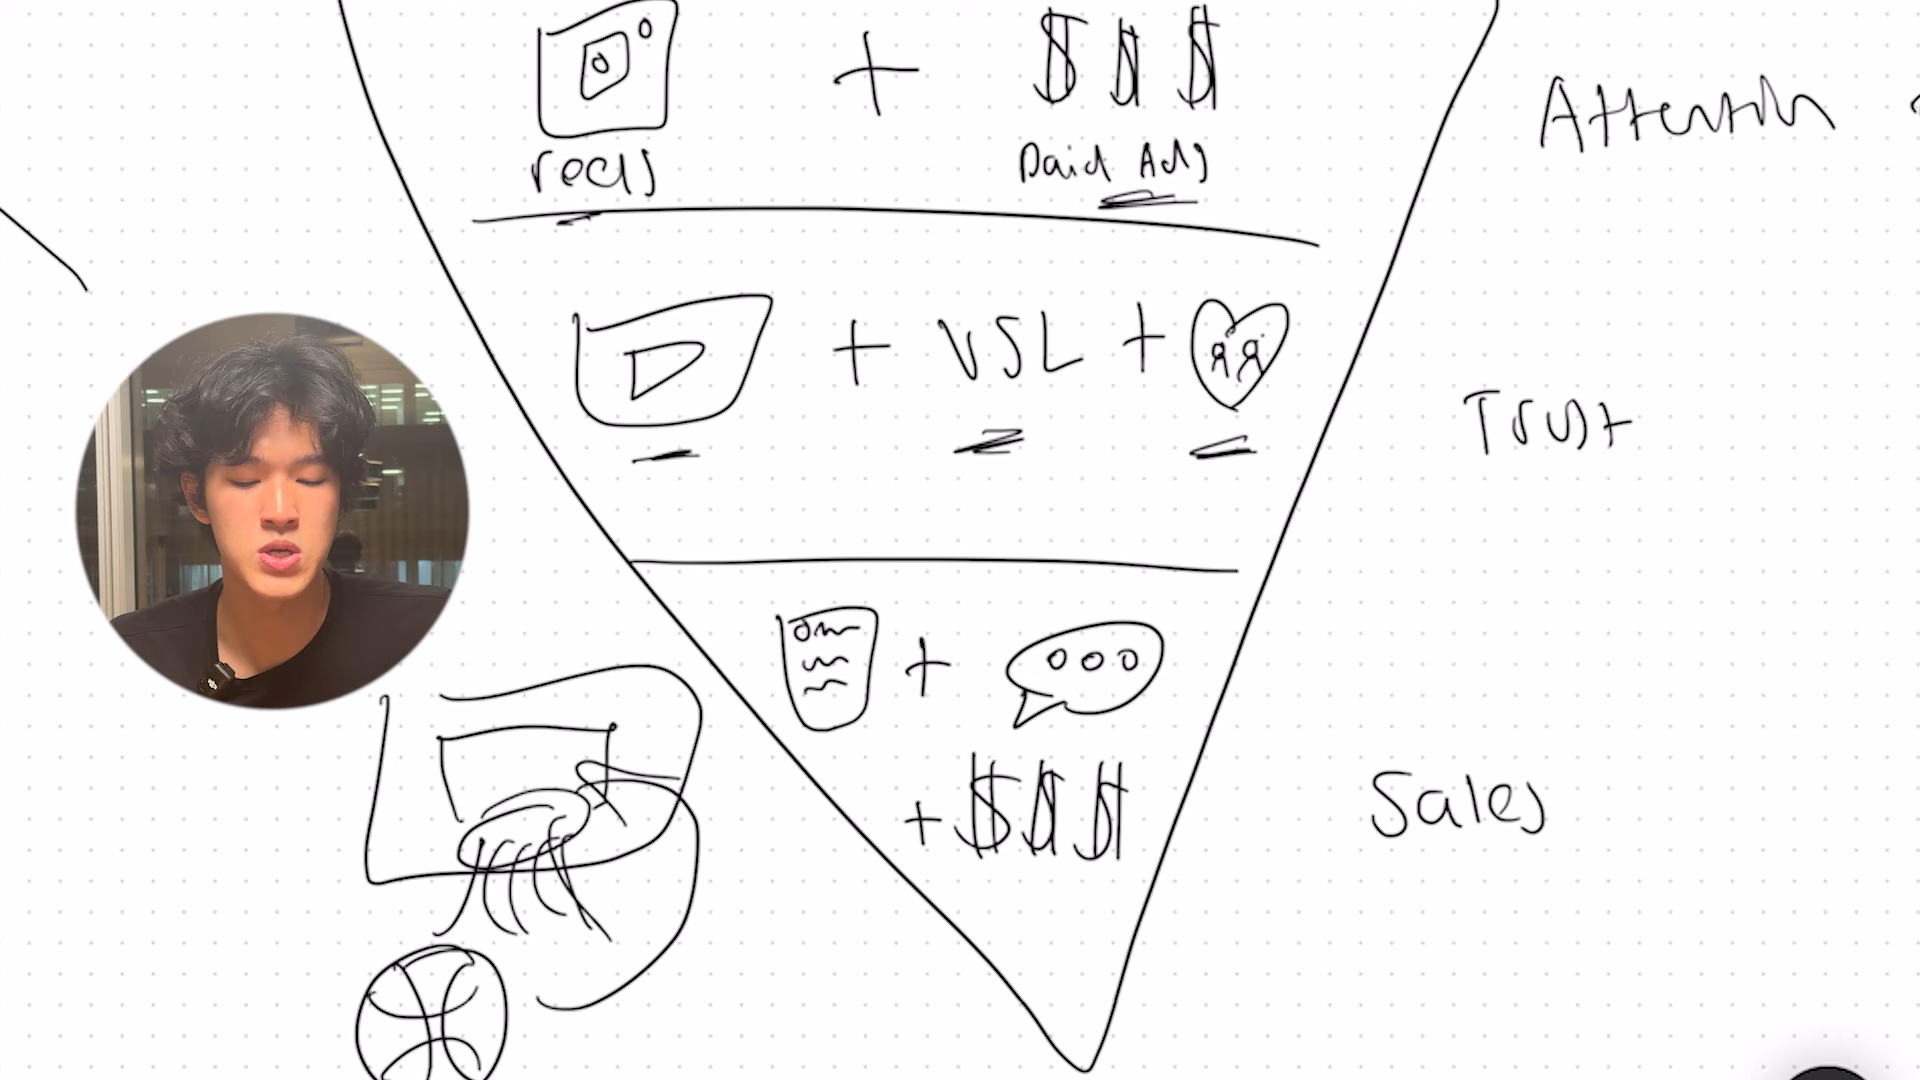 $ $ $
Attention
reels
Paid Ads
+ VSL +
Trust
+
+ $$$
Sales